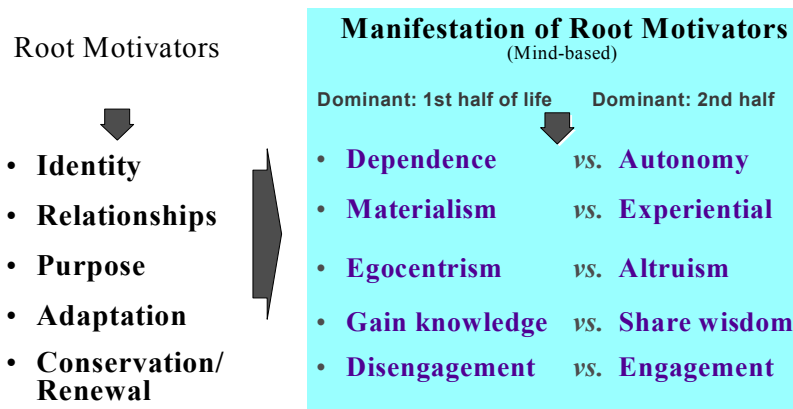 Root Motivators
• Identity
• Relationships
• Purpose
• Adaptation
• Conservation/
Renewal
Manifestation of Root Motivators
(Mind-based)
Dominant: 1st half of life Dominant: 2nd half
• Dependence vs. Autonomy
• Materialism vs. Experiential
• Egocentrism vs. Altruism
• Gain knowledge vs. Share wisdom
• Disengagement vs. Engagement